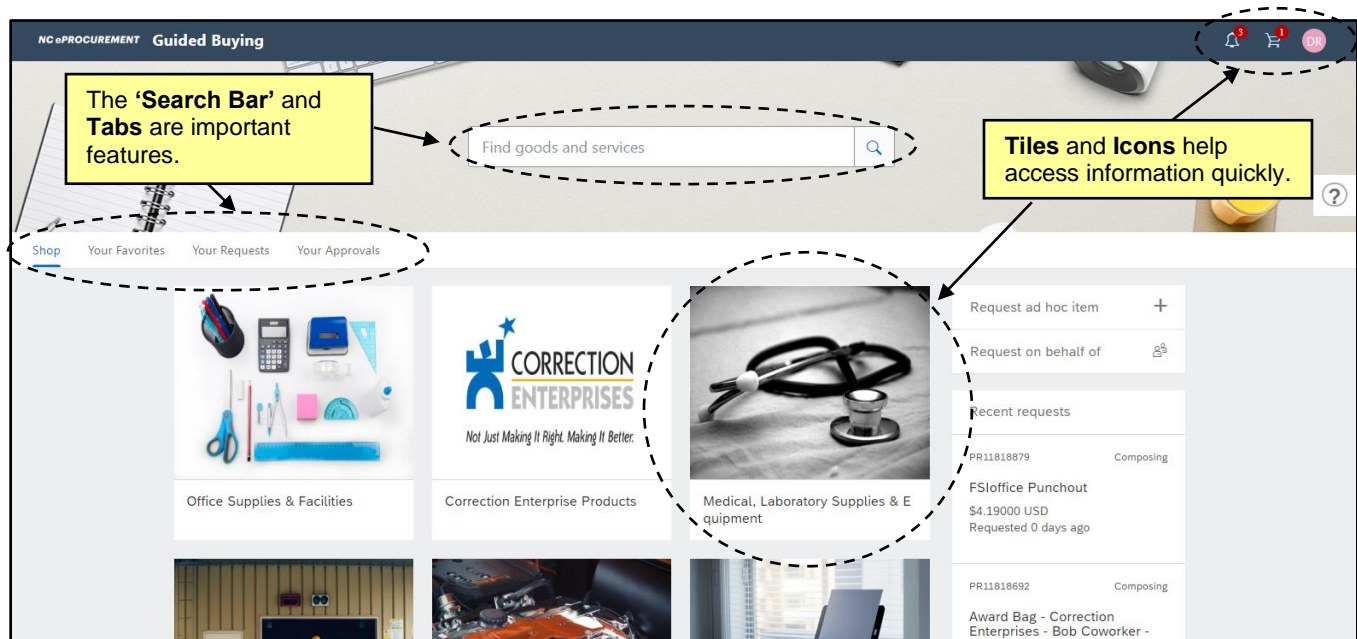 NC ePROCUREMENT Guided Buying
3
1
DR
The ‘Search Bar’ and
Tabs are important
features.
Find goods and services
Tiles and Icons help
access information quickly.
?
Shop Your Favorites Your Requests Your Approvals
CORRECTION
ENTERPRISES
Not Just Making It Right. Making It Better.
Office Supplies & Facilities
Correction Enterprise Products
Medical, Laboratory Supplies & E
quipment
Request ad hoc item +
Request on behalf of
Recent requests
PR11818879 Composing
FSIoffice Punchout
$4.19000 USD
Requested 0 days ago
PR11818692 Composing
Award Bag - Correction
Enterprises - Bob Coworker -